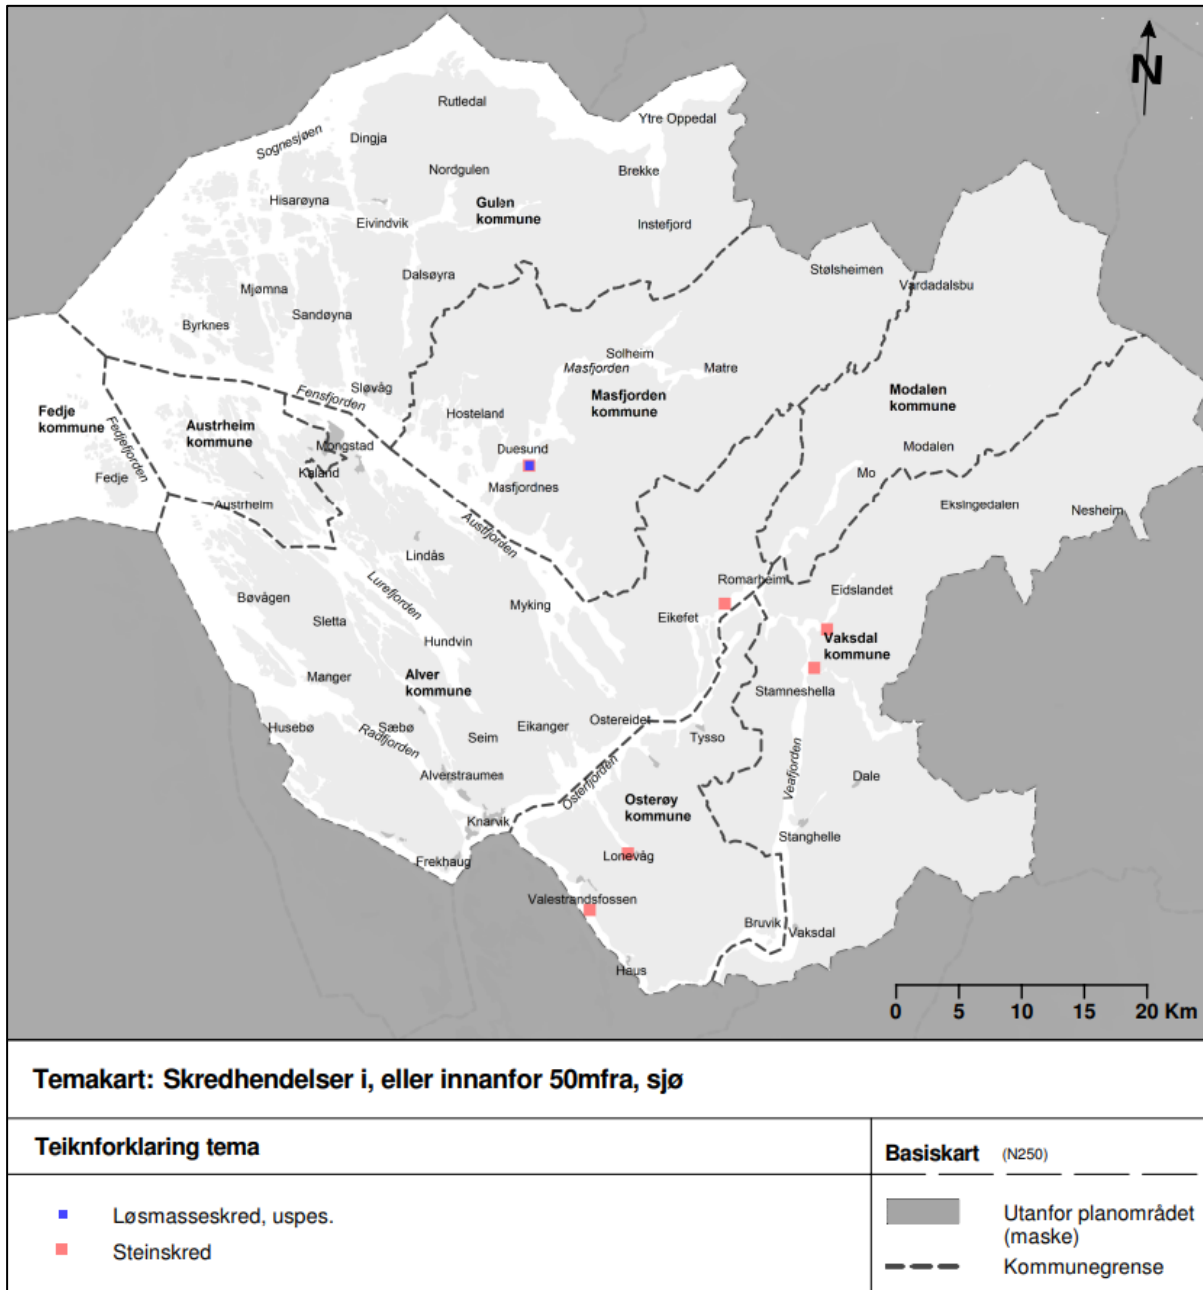 N
Rutledal
Ytre Oppedal
Sognesjøen
Dingja
Nordgulen
Brekke
Hisarøyna
Gulen
kommune
Eivindvik
Instefjord
Dalsøyra
Stølsheimen
Vardadalsbu
Mjømna
Sandøyna
Byrknes
Solheim
Masfjorden
Matre
Sløvåg
Fensfjorden
Masfjorden
kommune
Modalen
kommune
Fedje
kommune
Fedjefjorden
Austrheim
kommune
Hosteland
Mongstad
Duesund
Modalen
Kaland
Mo
Fedje
Masfjordnes
Austrheim
Eksingedalen
Nesheim
Austfjorden
Lindås
Romarheim
Lurefjorden
Eidslandet
Bøvågen
Myking
Sletta
Eikefet
Hundvin
Vaksdal
kommune
Manger
Alver
kommune
Stamneshella
Husebø
Sæbø
Radfjorden
Seim
Eikanger
Ostereidet
Tysso
Alverstraumen
Osterfjorden
Veafjorden
Dale
Osterøy
kommune
Knarvik
Stanghelle
Frekhaug
Lonevåg
Valestrandsfossen
Bruvik
Vaksdal
Haus
0 5 10 15 20 Km
Temakart: Skredhendelser i, eller innanfor 50mfra, sjø
Teiknforklaring tema
Løsmasseskred, uspes.
Steinskred
Basiskart (N250)
Utanfor planområdet
(maske)
Kommunegrense